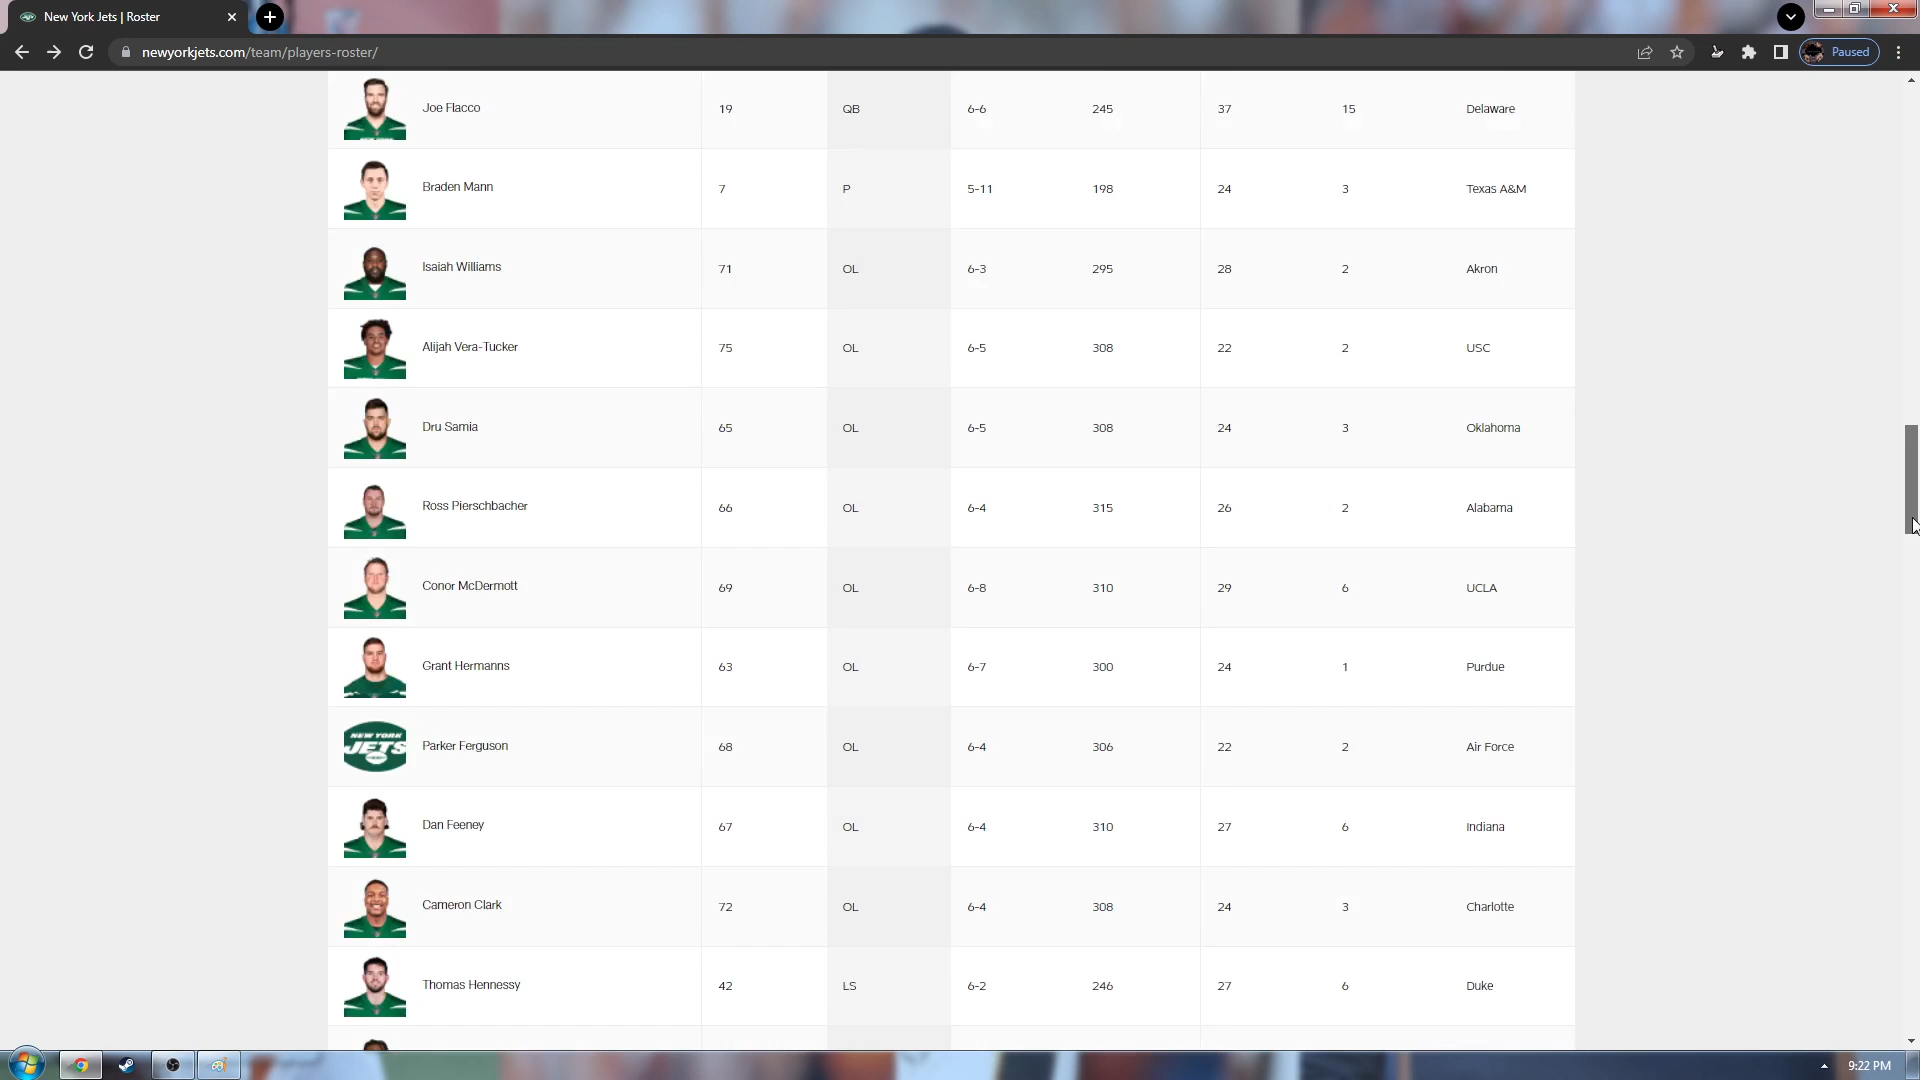 New York Jets | Roster
newyorkjets.com/team/players-roster/
Paused
Joe Flacco 19 QB 6-6 245 37 15 Delaware
Braden Mann 7 P 5-11 198 24 3 Texas A&M
Isaiah Williams 71 OL 6-3 295 28 2 Akron
Alijah Vera-Tucker 75 OL 6-5 308 22 2 USC
Dru Samia 65 OL 6-5 308 24 3 Oklahoma
Ross Pierschbacher 66 OL 6-4 315 26 2 Alabama
Conor McDermott 69 OL 6-8 310 29 6 UCLA
Grant Hermanns 63 OL 6-7 300 24 1 Purdue
NEW YORK
JETS
Parker Ferguson 68 OL 6-4 306 22 2 Air Force
Dan Feeney 67 OL 6-4 310 27 6 Indiana
Cameron Clark 72 OL 6-4 308 24 3 Charlotte
Thomas Hennessy 42 LS 6-2 246 27 6 Duke
9:22 PM